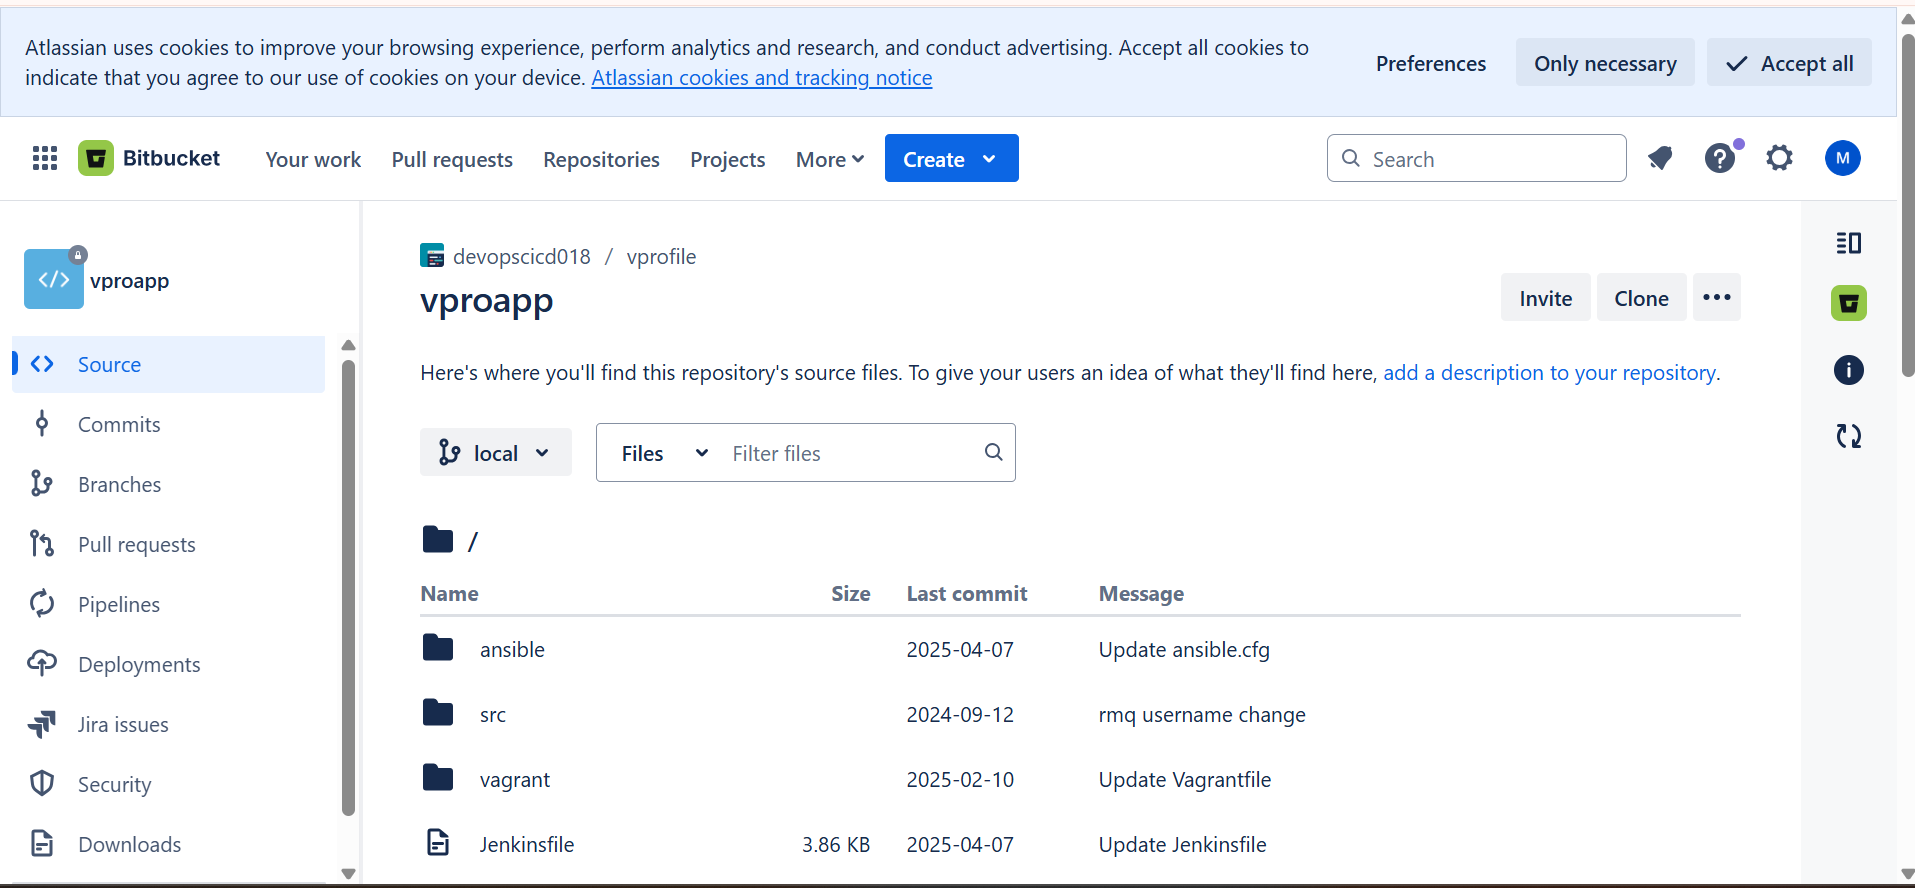 Atlassian uses cookies to improve your browsing experience, perform analytics and research, and conduct advertising. Accept all cookies to
indicate that you agree to our use of cookies on your device. Atlassian cookies and tracking notice
Preferences
Only necessary
Accept all
Bitbucket
Your work
Pull requests
Repositories
Projects
More
Create
Search
M
vproapp
Source
Commits
Branches
Pull requests
Pipelines
Deployments
Jira issues
Security
Downloads
devopscicd018 / vprofile
vproapp
Invite
Clone
Here's where you'll find this repository's source files. To give your users an idea of what they'll find here, add a description to your repository.
local
Files
Filter files
/
Name Size Last commit Message
ansible 2025-04-07 Update ansible.cfg
src 2024-09-12 rmq username change
vagrant 2025-02-10 Update Vagrantfile
Jenkinsfile 3.86 KB 2025-04-07 Update Jenkinsfile